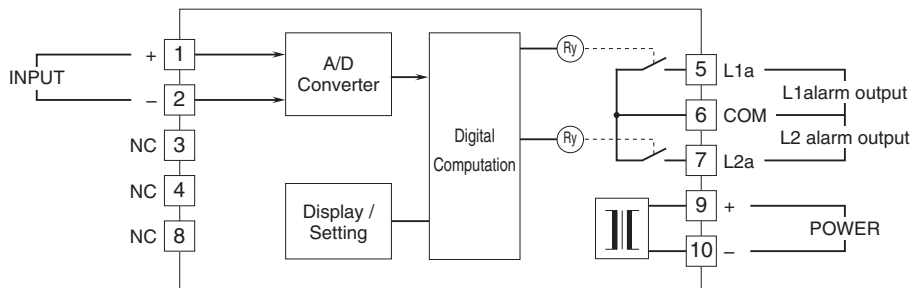 INPUT
+ 1
– 2
NC 3
NC 4
NC 8
A/D
Converter
Display /
Setting
Digital
Computation
Ry
Ry
5 L1a
6 COM
7 L2a
L1alarm output
L2 alarm output
9 +
10 –
POWER